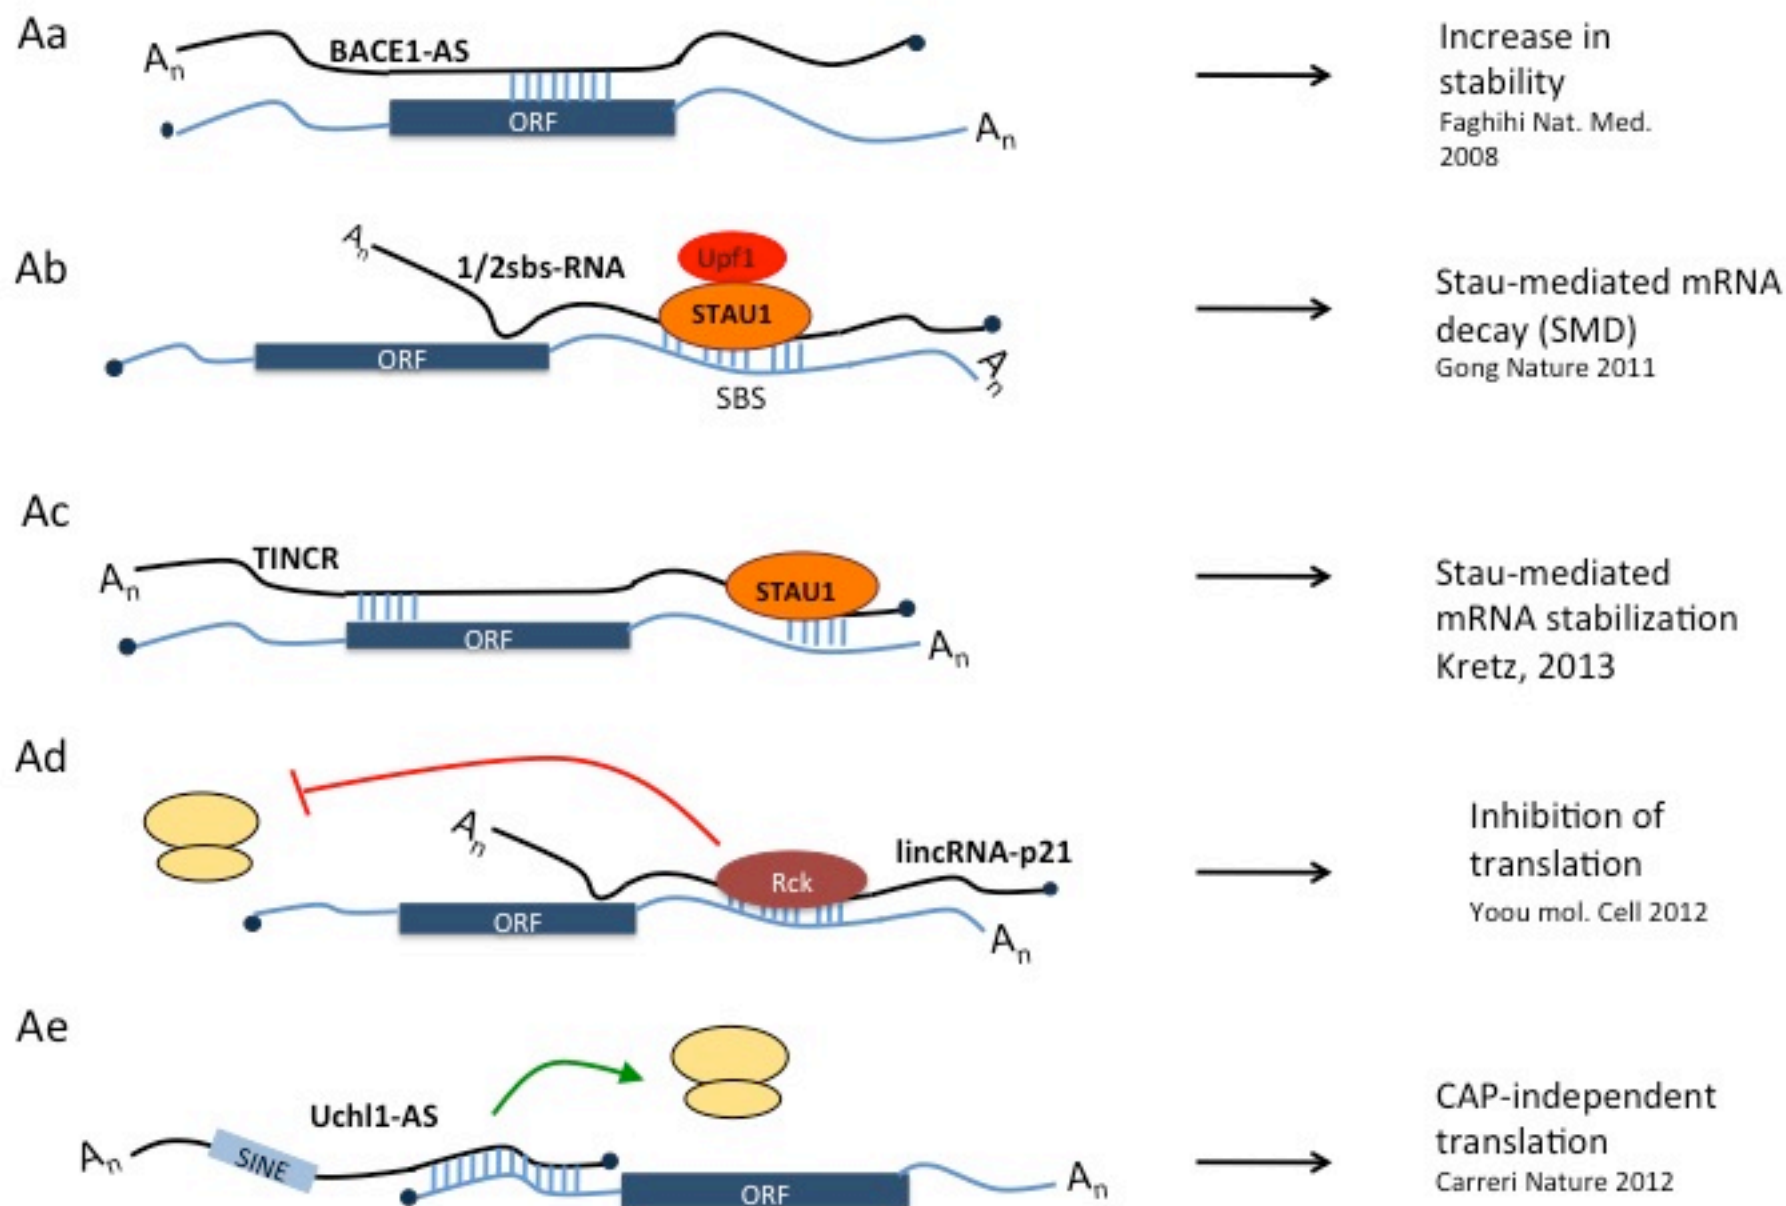 Aa
An
BACE1-AS
ORF
An
Increase in
stability
Faghihi Nat. Med.
2008
Ab
An
1/2sbs-RNA
Upf1
STAU1
ORF
An
SBS
Stau-mediated mRNA
decay (SMD)
Gong Nature 2011
Ac
An
TINCR
STAU1
ORF
An
Stau-mediated
mRNA stabilization
Kretz, 2013
Ad
An
lincRNA-p21
Rck
ORF
An
Inhibition of
translation
Yoou mol. Cell 2012
Ae
Uchl1-AS
An
SINE
ORF
An
CAP-independent
translation
Carreri Nature 2012